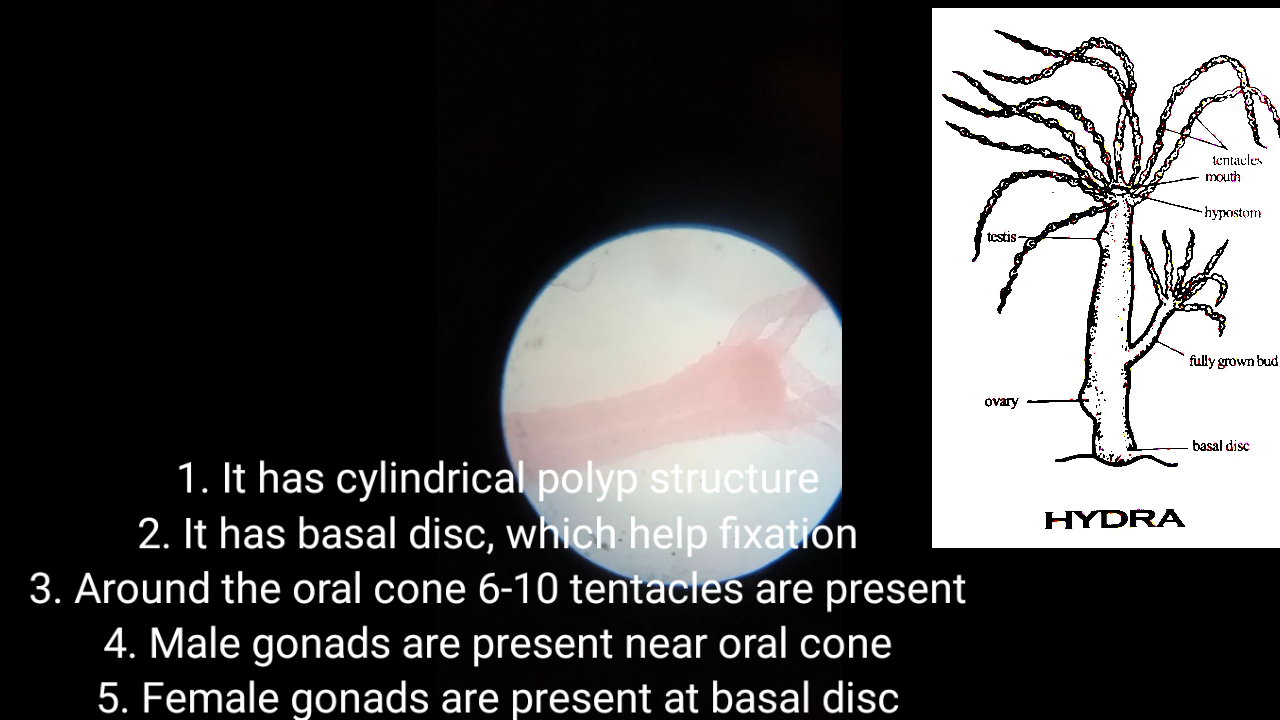 tentacles
mouth
hypostom
testis
fully grown bud
ovary
basal disc
HYDRA
1. It has cylindrical polyp structure
2. It has basal disc, which help fixation
3. Around the oral cone 6-10 tentacles are present
4. Male gonads are present near oral cone
5. Female gonads are present at basal disc